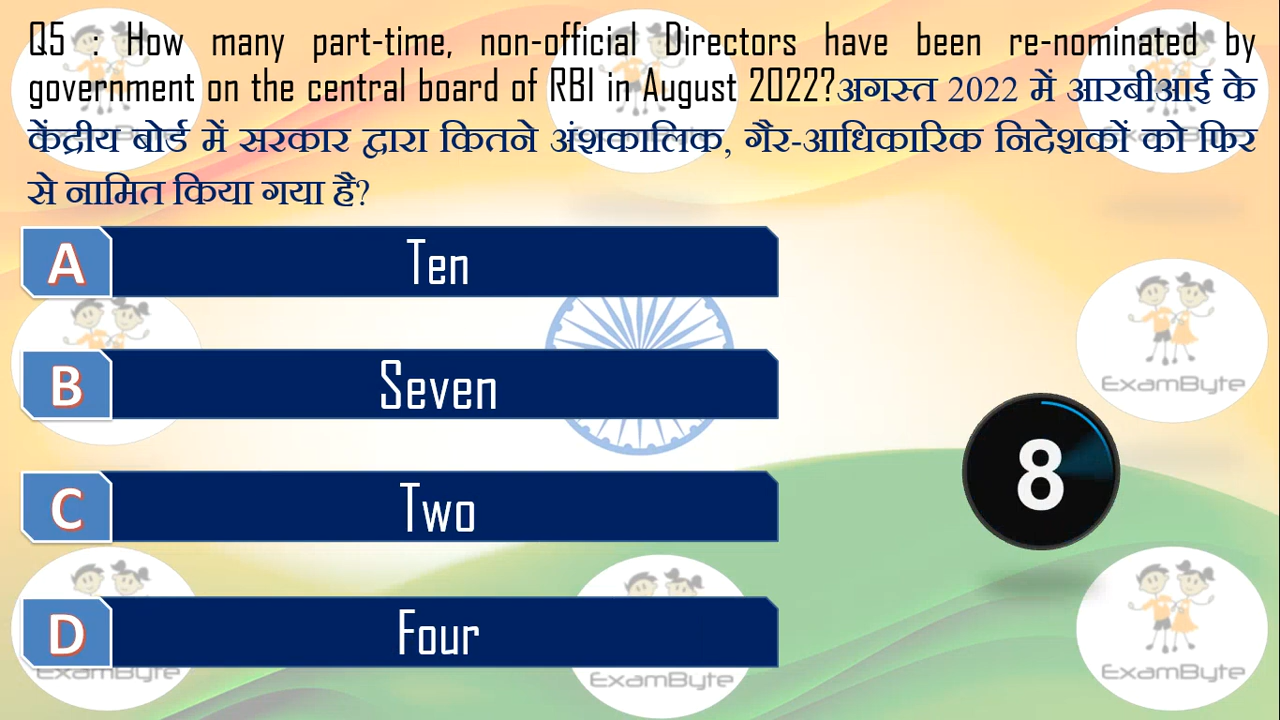 Q5 : How many part-time, non-official Directors have been re-nominated by
government on the central board of RBI in August 2022?अगस्त 2022 में आरबीआई के
केंद्रीय बोर्ड में सरकार द्वारा कितने अंशकालिक, गैर-आधिकारिक निदेशकों को फिर
से नामित किया गया है?
A Ten
B Seven
C Two
D Four
8
ExamByte
ExamByte
ExamByte
ExamByte